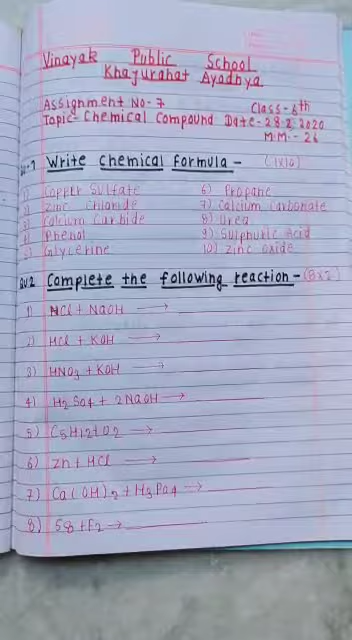 Vinayak Public School
Khajurahat Ayodhya
Assignment No-7 Class-8th
Topic-Chemical Compound Date-28.2.2020
M.M.-26
Qu-1 Write chemical formula- (1x10)
1) Copper Sulfate 6) Propane
2) Zinc Chloride 7) Calcium Carbonate
3) Calcium Carbide 8) Urea
4) Phenol 9) Sulphuric Acid
5) Glycerine 10) Zinc oxide
Qu.2 Complete the following reaction-(8x2)
1) HCl + NaOH →
2) HCl + KOH →
3) HNO3 + KOH →
4) H2SO4 + 2NaOH →
5) C5H12+O2 →
6) Zn + HCl →
7) Ca(OH)2 + H3PO4 →
8) S8 + F2 →